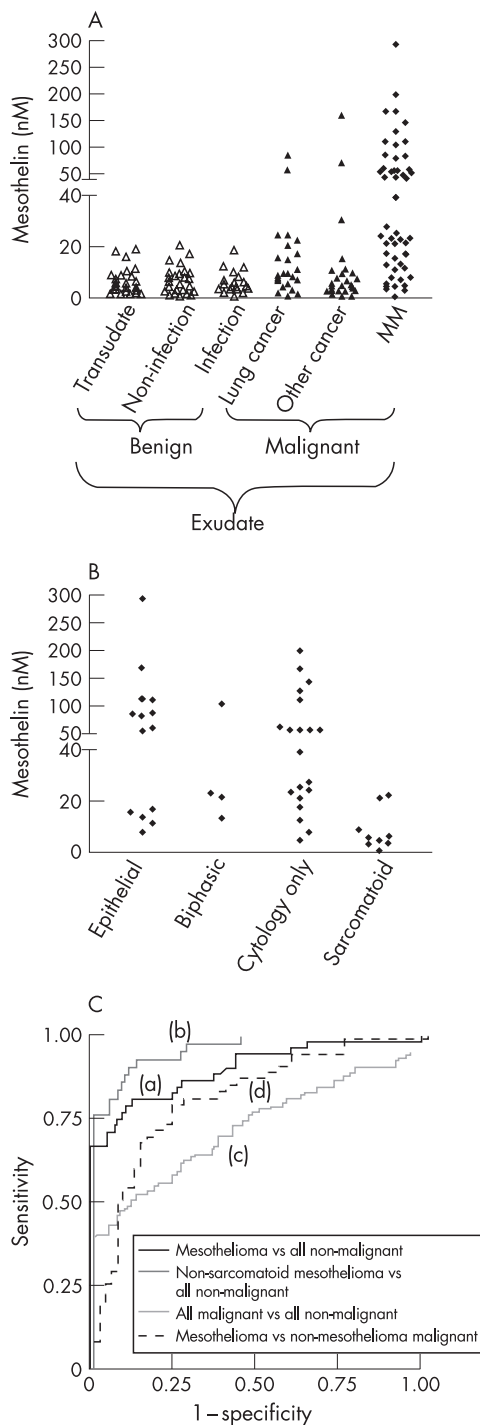 A
Mesothelin (nM)
300
250
200
150
100
50
40
20
0
Transudate
Non-infection
Infection
Lung cancer
Other cancer
MM
Benign
Malignant
Exudate
B
Mesothelin (nM)
300
250
200
150
100
50
40
20
0
Epithelial
Biphasic
Cytology only
Sarcomatoid
C
Sensitivity
1.00
0.75
0.50
0.25
0
(b)
(a)
(d)
(c)
Mesothelioma vs all non-malignant
Non-sarcomatoid mesothelioma vs
all non-malignant
All malignant vs all non-malignant
Mesothelioma vs non-mesothelioma malignant
0 0.25 0.50 0.75 1.00
1 – specificity